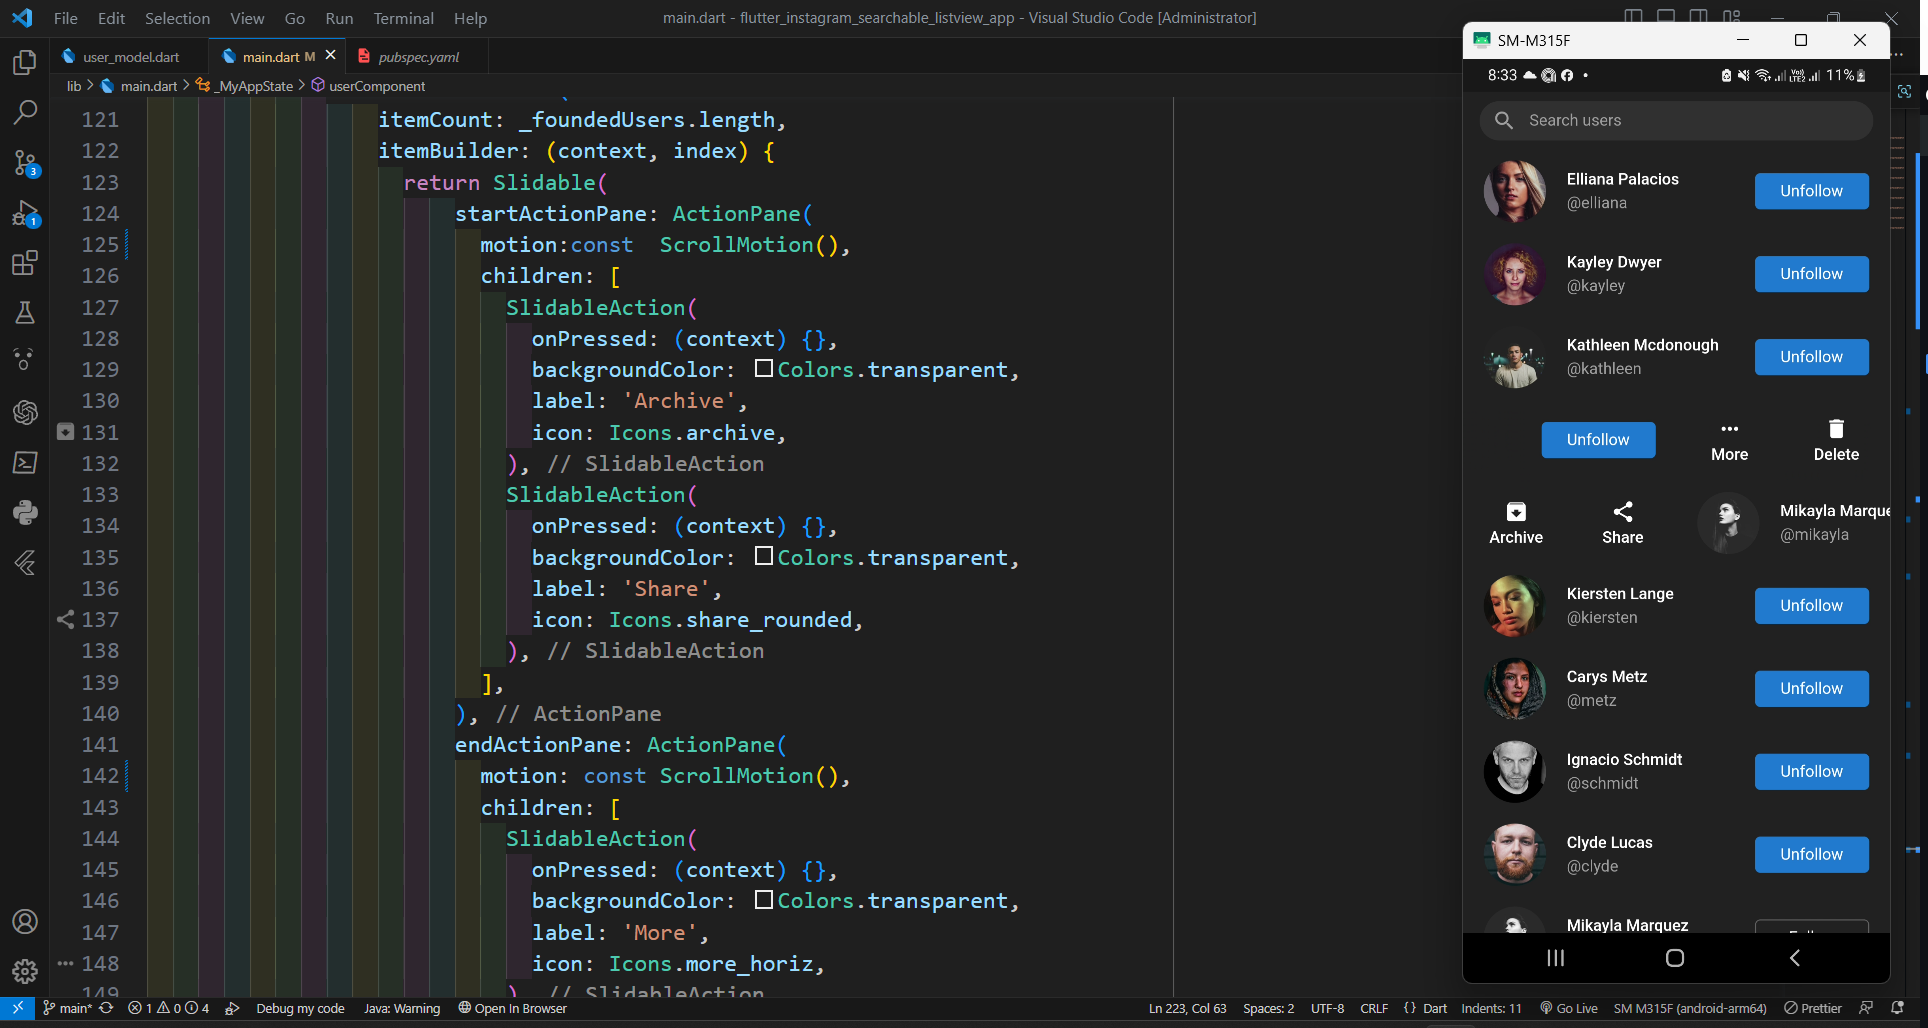 File Edit Selection View Go Run Terminal Help
main.dart - flutter_instagram_searchable_listview_app - Visual Studio Code [Administrator]
user_model.dart
main.dart M
pubspec.yaml
lib > main.dart > _MyAppState > userComponent
121 itemCount: _foundedUsers.length,
122 itemBuilder: (context, index) {
123 return Slidable(
124 startActionPane: ActionPane(
125 motion:const  ScrollMotion(),
126 children: [
127 SlidableAction(
128 onPressed: (context) {},
129 backgroundColor: Colors.transparent,
130 label: 'Archive',
131 icon: Icons.archive,
132 ), // SlidableAction
133 SlidableAction(
134 onPressed: (context) {},
135 backgroundColor: Colors.transparent,
136 label: 'Share',
137 icon: Icons.share_rounded,
138 ), // SlidableAction
139 ],
140 ), // ActionPane
141 endActionPane: ActionPane(
142 motion: const ScrollMotion(),
143 children: [
144 SlidableAction(
145 onPressed: (context) {},
146 backgroundColor: Colors.transparent,
147 label: 'More',
148 icon: Icons.more_horiz,
149 ), // SlidableAction
3
1
main* 1 0 4 Debug my code Java: Warning Open In Browser
Ln 223, Col 63 Spaces: 2 UTF-8 CRLF {} Dart Indents: 11 Go Live SM M315F (android-arm64) Prettier
SM-M315F
8:33 11%
Search users
Elliana Palacios
@elliana
Unfollow
Kayley Dwyer
@kayley
Unfollow
Kathleen Mcdonough
@kathleen
Unfollow
Unfollow
More
Delete
Archive
Share
Mikayla Marque
@mikayla
Kiersten Lange
@kiersten
Unfollow
Carys Metz
@metz
Unfollow
Ignacio Schmidt
@schmidt
Unfollow
Clyde Lucas
@clyde
Unfollow
Mikayla Marquez